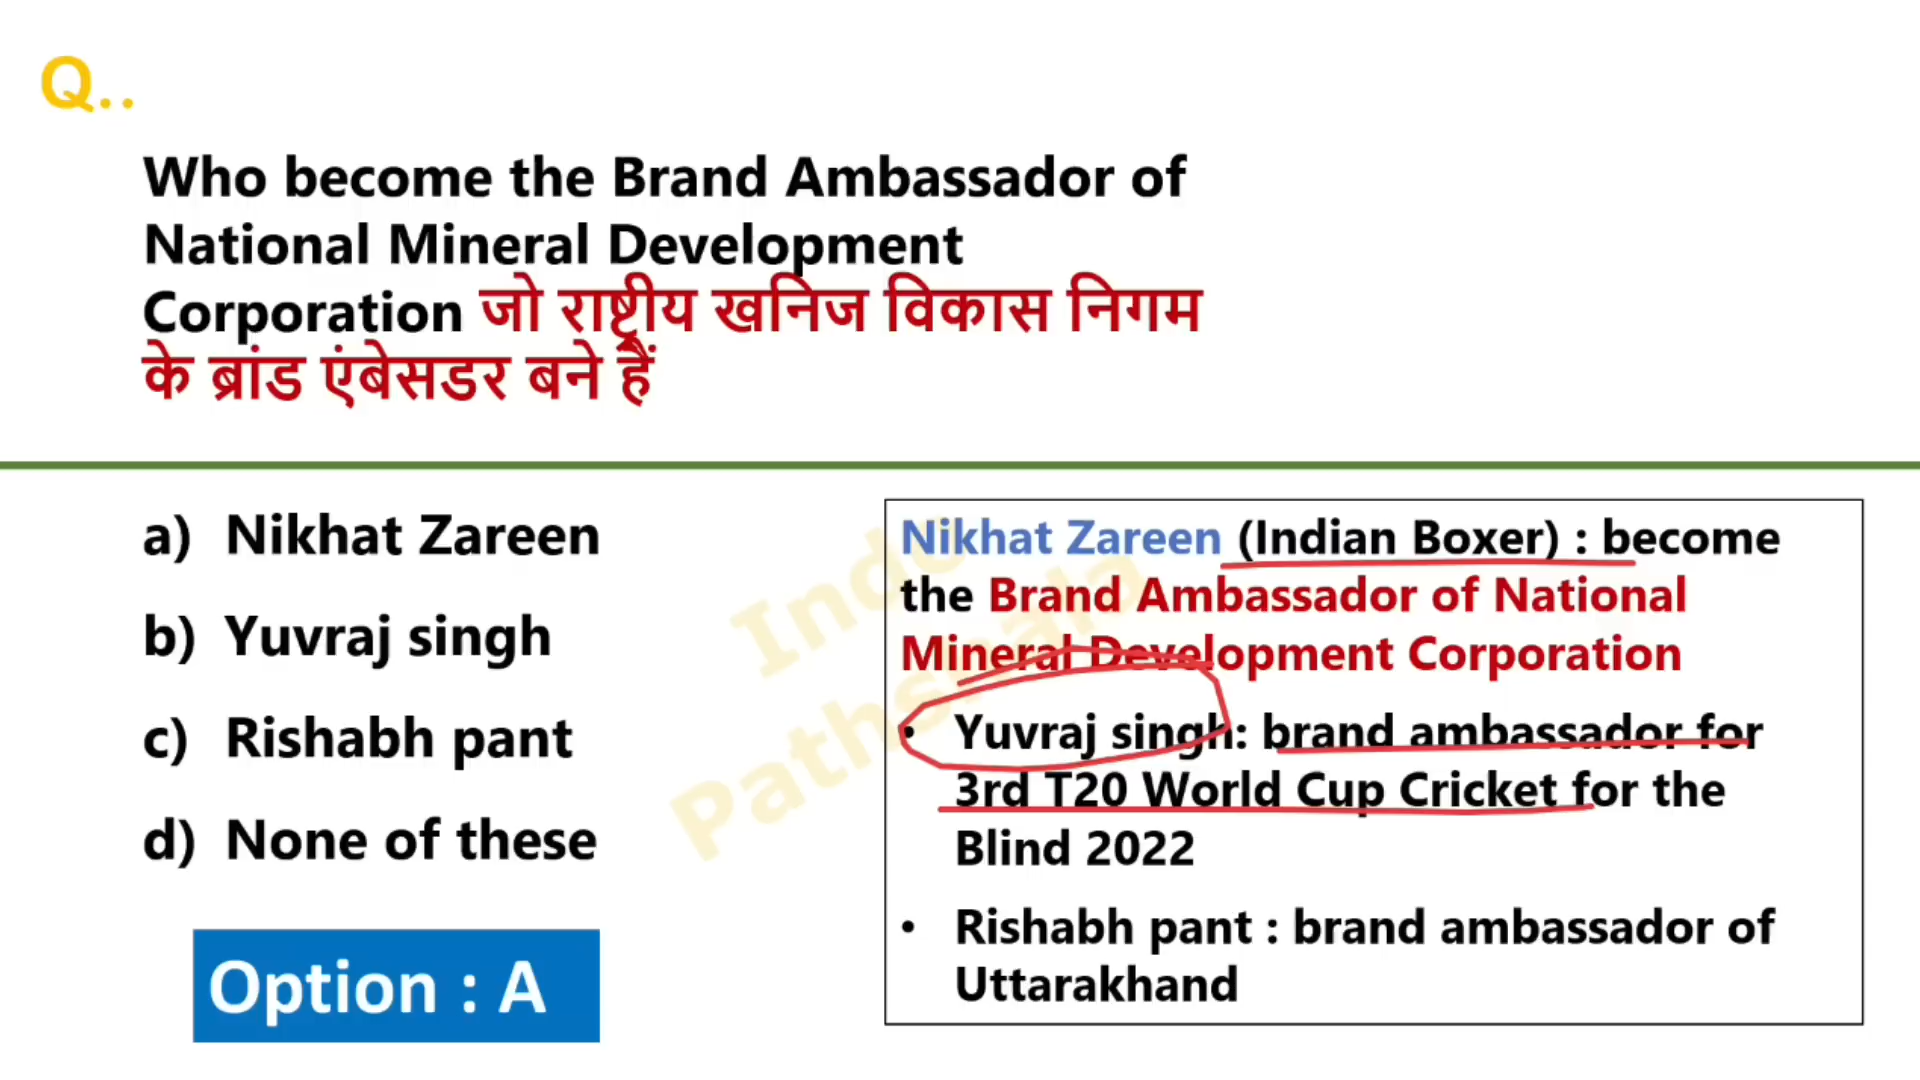 Q..
Who become the Brand Ambassador of
National Mineral Development
Corporation जो राष्ट्रीय खनिज विकास निगम
के ब्रांड एंबेसडर बने हैं
a) Nikhat Zareen
b) Yuvraj singh
c) Rishabh pant
d) None of these
Option : A
Nikhat Zareen (Indian Boxer) : become
the Brand Ambassador of National
Mineral Development Corporation
• Yuvraj singh: brand ambassador for
3rd T20 World Cup Cricket for the
Blind 2022
• Rishabh pant : brand ambassador of
Uttarakhand
Pathshala